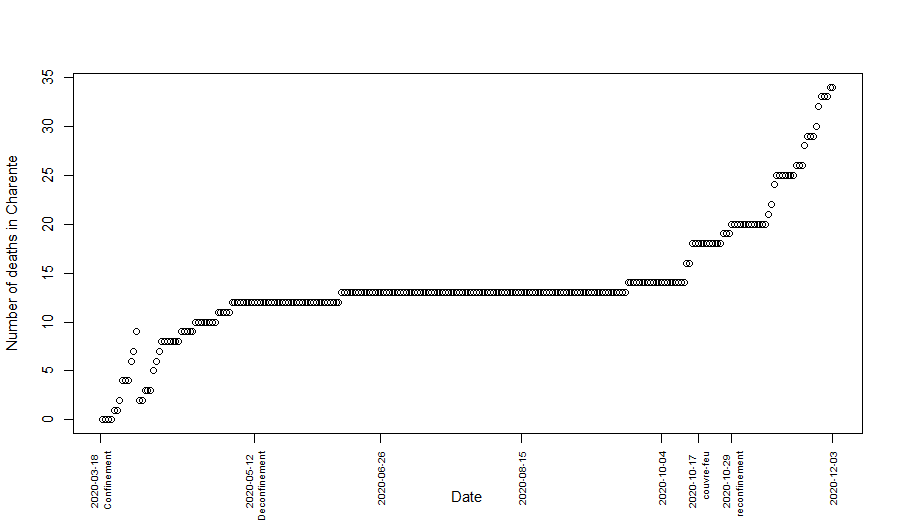 Number of deaths in Charente
35
30
25
20
15
10
5
0
2020-03-18
Confinement
2020-05-12
Deconfinement
2020-06-26
2020-08-15
2020-10-04
2020-10-17
couvre-feu
2020-10-29
reconfinement
2020-12-03
Date